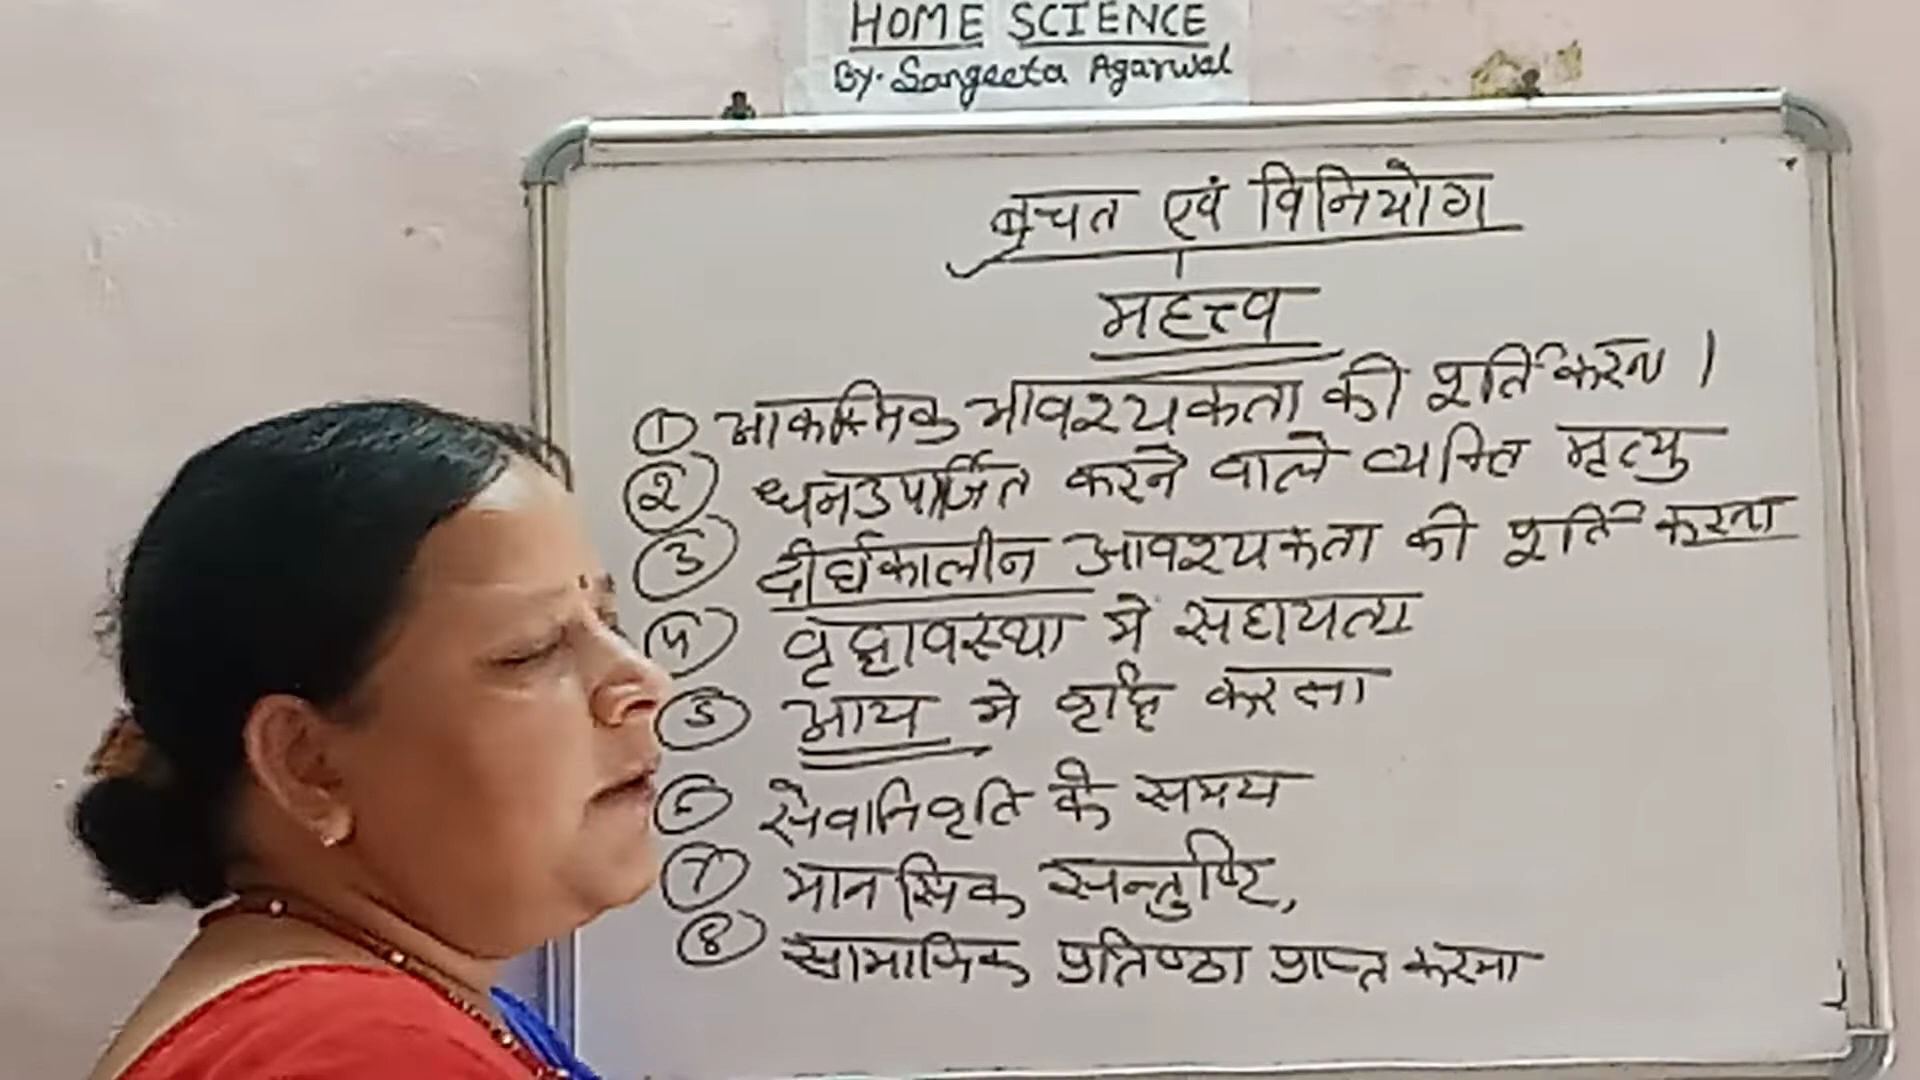 HOME SCIENCE
By. Sangeeta Agarwal
बचत एवं विनियोग
महत्त्व
① आकस्मिक आवश्यकता की पूर्ति करना ।
② धनउपार्जित करने वाले व्यक्ति मृत्यु
③ दीर्घकालीन आवश्यकता की पूर्ति करना
④ वृद्धावस्था में सहायता
⑤ आय मे वृद्धि करना
⑥ सेवानिवृति के समय
⑦ मानसिक सन्तुष्टि,
⑧ सामाजिक प्रतिष्ठा प्राप्त करना